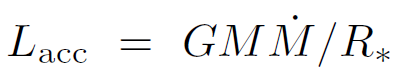 L_acc = GMṀ/R_*